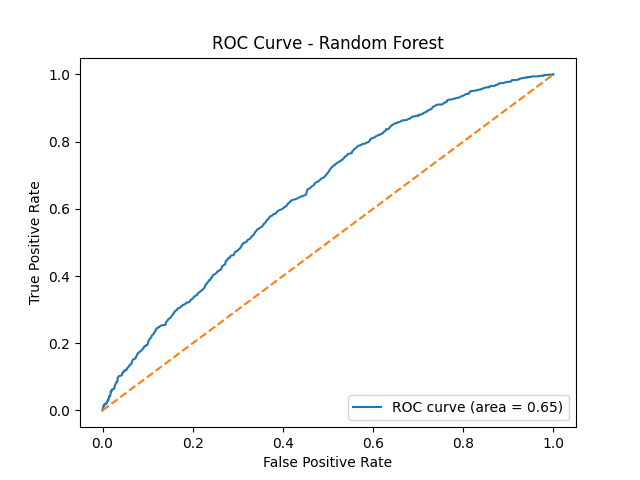 ROC Curve - Random Forest
True Positive Rate
1.0
0.8
0.6
0.4
0.2
0.0
ROC curve (area = 0.65)
0.0 0.2 0.4 0.6 0.8 1.0
False Positive Rate